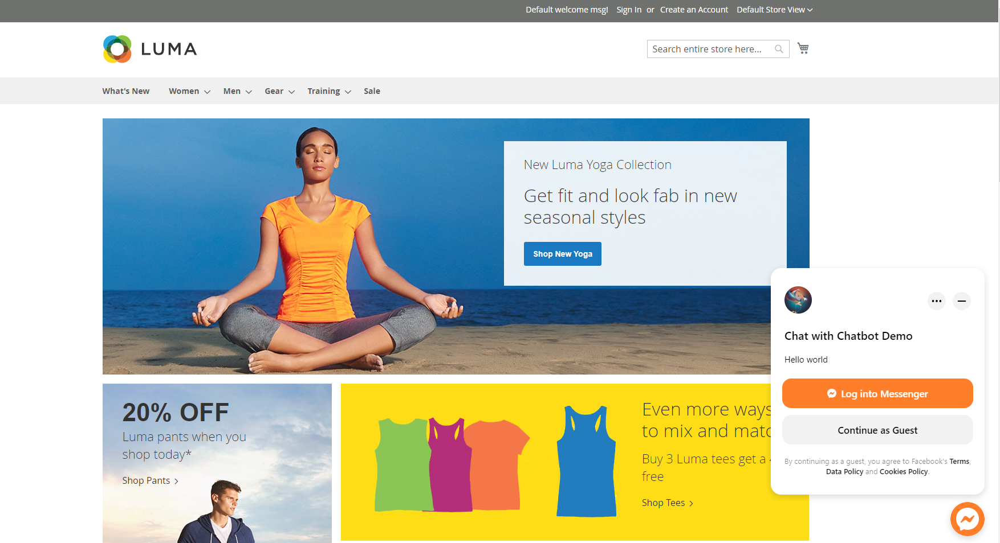 Default welcome msg! Sign In or Create an Account Default Store View
LUMA
Search entire store here...
What's New Women Men Gear Training Sale
New Luma Yoga Collection
Get fit and look fab in new
seasonal styles
Shop New Yoga
20% OFF
Luma pants when you
shop today*
Shop Pants
Even more ways
to mix and matc
Buy 3 Luma tees get a 4
free
Shop Tees
Chat with Chatbot Demo
Hello world
Log into Messenger
Continue as Guest
By continuing as a guest, you agree to Facebook's Terms,
Data Policy and Cookies Policy.